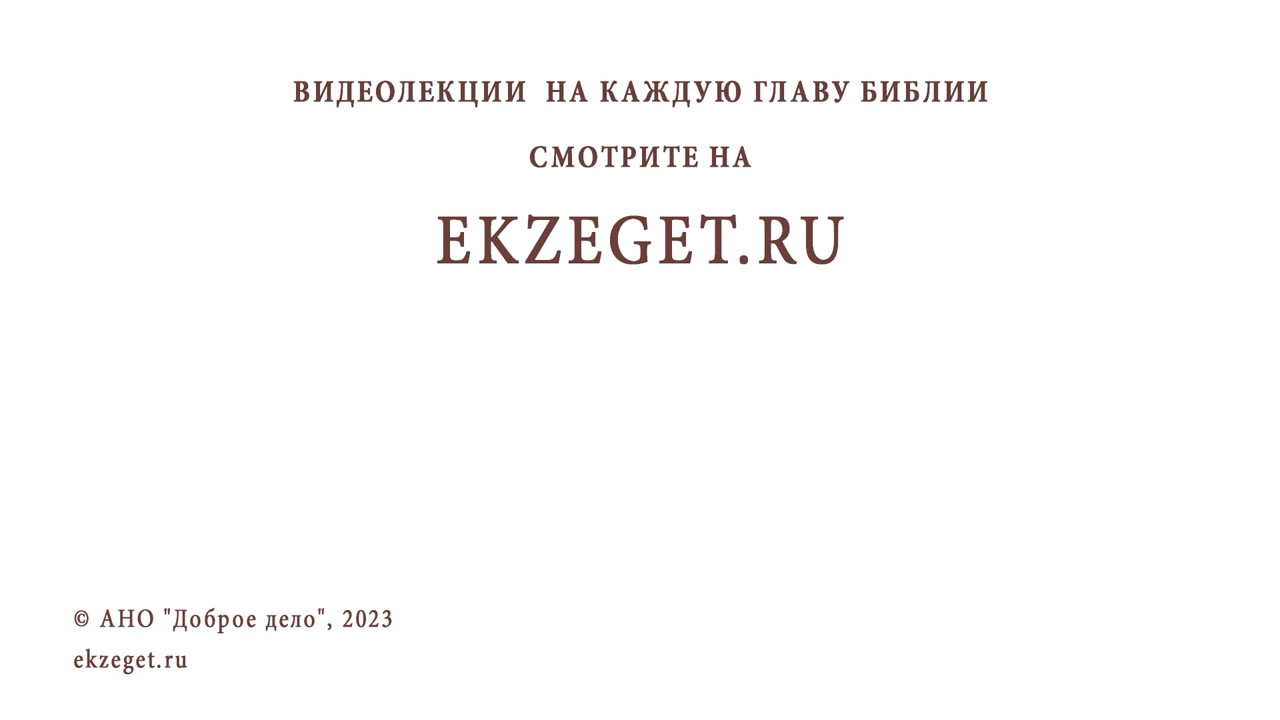 ВИДЕОЛЕКЦИИ НА КАЖДУЮ ГЛАВУ БИБЛИИ
СМОТРИТЕ НА
EKZEGET.RU
© АНО "Доброе дело", 2023
ekzeget.ru